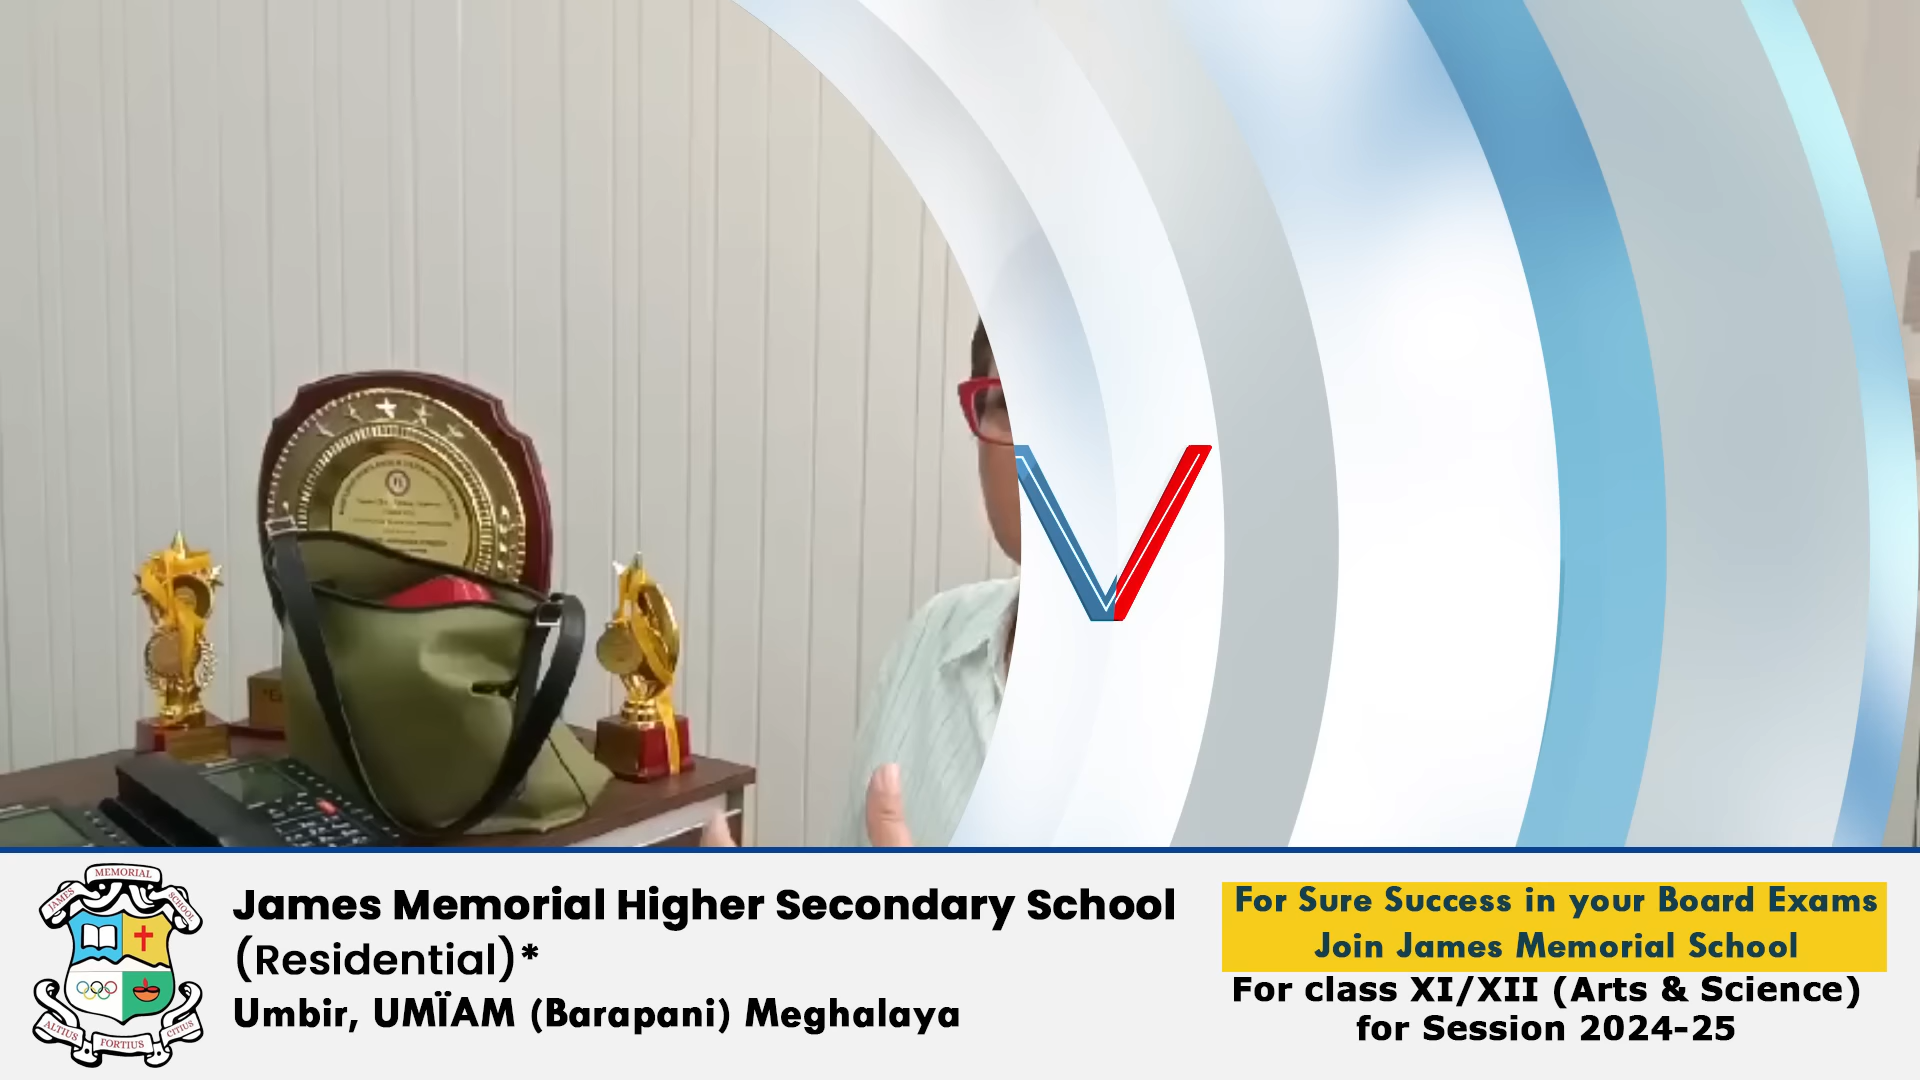 V
MEMORIAL
JAMES
SCHOOL
ALTIUS
FORTIUS
CITIUS
James Memorial Higher Secondary School
(Residential)*
Umbir, UMÏAM (Barapani) Meghalaya
For Sure Success in your Board Exams
Join James Memorial School
For class XI/XII (Arts & Science)
for Session 2024-25